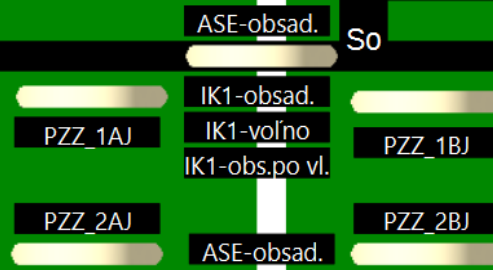 ASE-obsad.
So
IK1-obsad.
PZZ_1AJ
IK1-voľno
PZZ_1BJ
IK1-obs.po vl.
PZZ_2AJ
PZZ_2BJ
ASE-obsad.